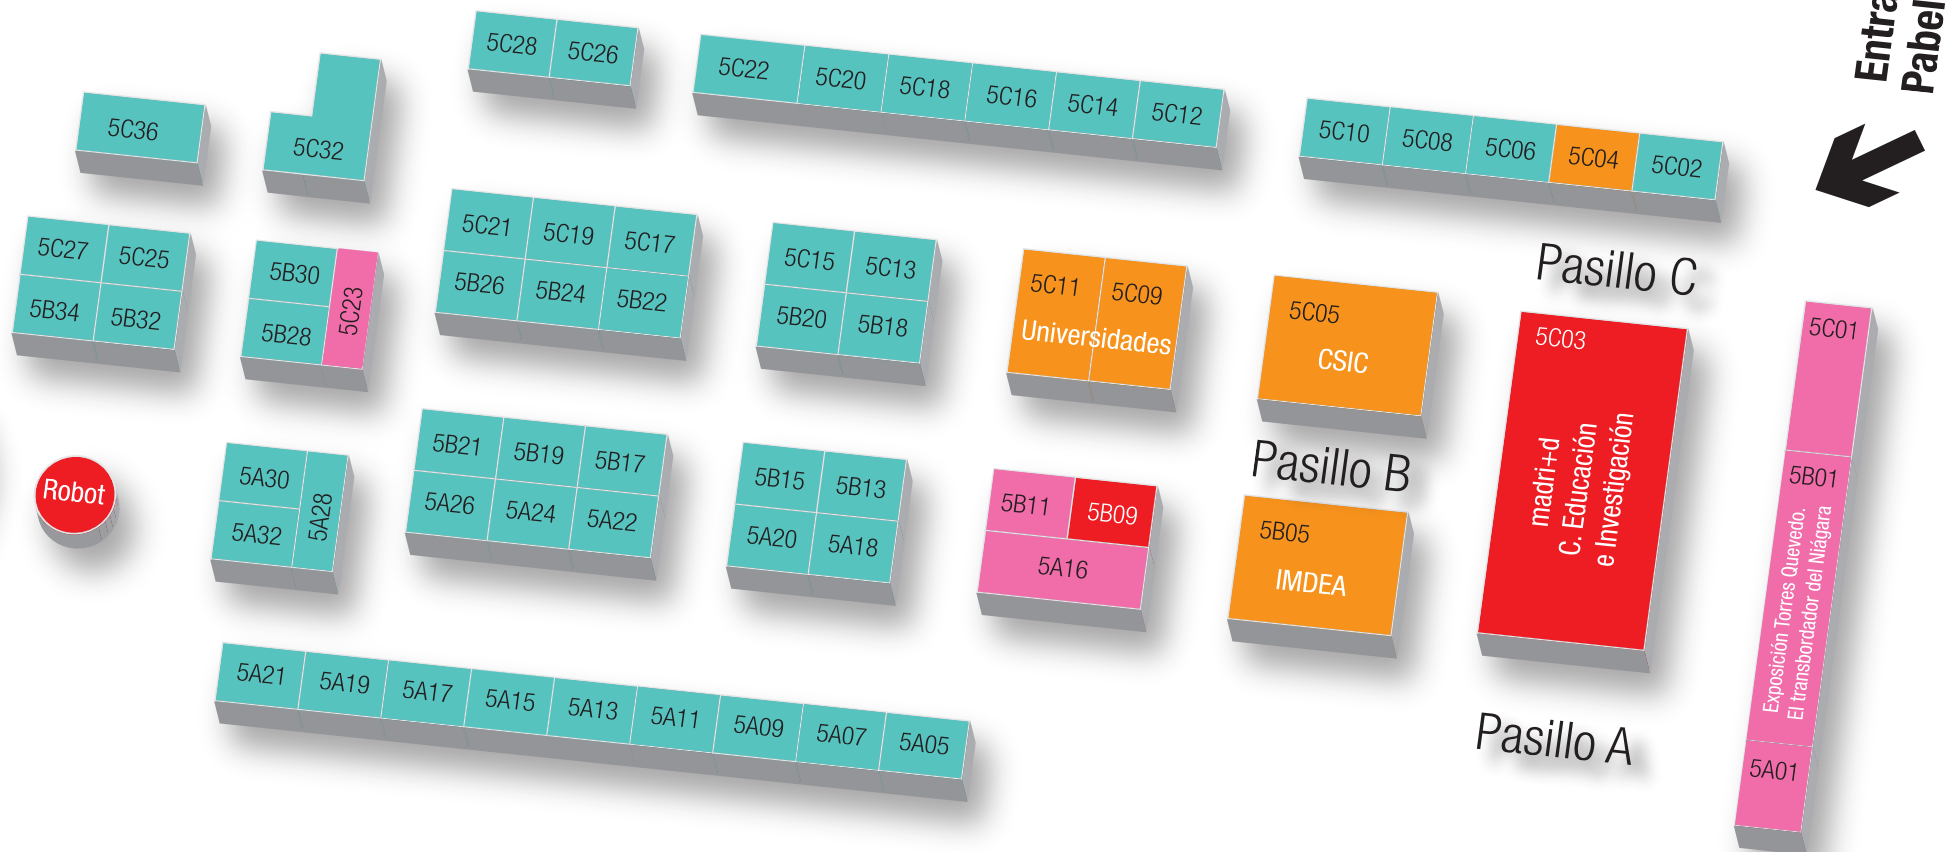 Entra
Pabel
5C28
5C26
5C22
5C20
5C18
5C16
5C14
5C12
5C10
5C08
5C06
5C04
5C02
5C36
5C32
Pasillo C
5C27
5C25
5B34
5B32
5B30
5B28
5C23
5C21
5C19
5C17
5B26
5B24
5B22
5C15
5C13
5B20
5B18
5C11
5C09
Universidades
5C05
CSIC
5C03
madri+d
C. Educación
e Investigación
5C01
5B01
Exposición Torres Quevedo.
El transbordador del Niágara
5A01
Pasillo B
Robot
5A30
5A32
5A28
5B21
5B19
5B17
5A26
5A24
5A22
5B15
5B13
5A20
5A18
5B11
5B09
5A16
5B05
IMDEA
Pasillo A
5A21
5A19
5A17
5A15
5A13
5A11
5A09
5A07
5A05